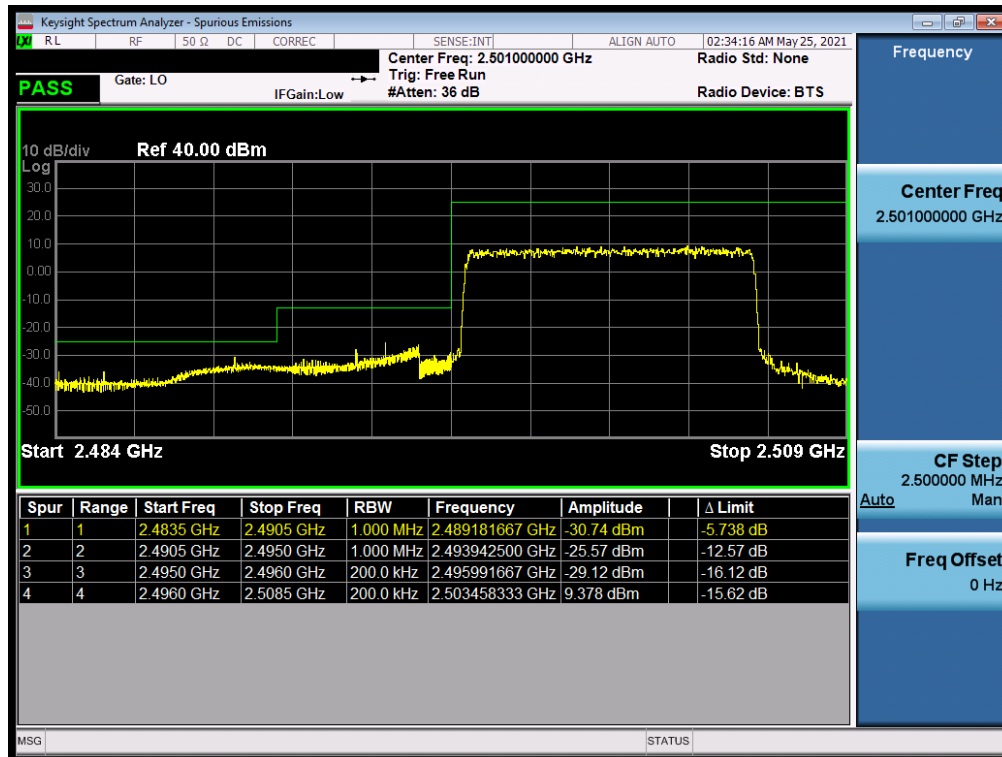 Keysight Spectrum Analyzer - Spurious Emissions
LXI RL RF 50 Ω DC CORREC SENSE:INT ALIGN AUTO 02:34:16 AM May 25, 2021
Center Freq: 2.501000000 GHz Radio Std: None
Trig: Free Run
PASS Gate: LO IFGain:Low #Atten: 36 dB Radio Device: BTS
10 dB/div Ref 40.00 dBm
Log
30.0
20.0
10.0
0.00
-10.0
-20.0
-30.0
-40.0
-50.0
Start 2.484 GHz Stop 2.509 GHz
Spur Range Start Freq Stop Freq RBW Frequency Amplitude Δ Limit
1 1 2.4835 GHz 2.4905 GHz 1.000 MHz 2.489181667 GHz -30.74 dBm -5.738 dB
2 2 2.4905 GHz 2.4950 GHz 1.000 MHz 2.493942500 GHz -25.57 dBm -12.57 dB
3 3 2.4950 GHz 2.4960 GHz 200.0 kHz 2.495991667 GHz -29.12 dBm -16.12 dB
4 4 2.4960 GHz 2.5085 GHz 200.0 kHz 2.503458333 GHz 9.378 dBm -15.62 dB
MSG STATUS
Frequency
Center Freq
2.501000000 GHz
CF Step
2.500000 MHz
Auto Man
Freq Offset
0 Hz